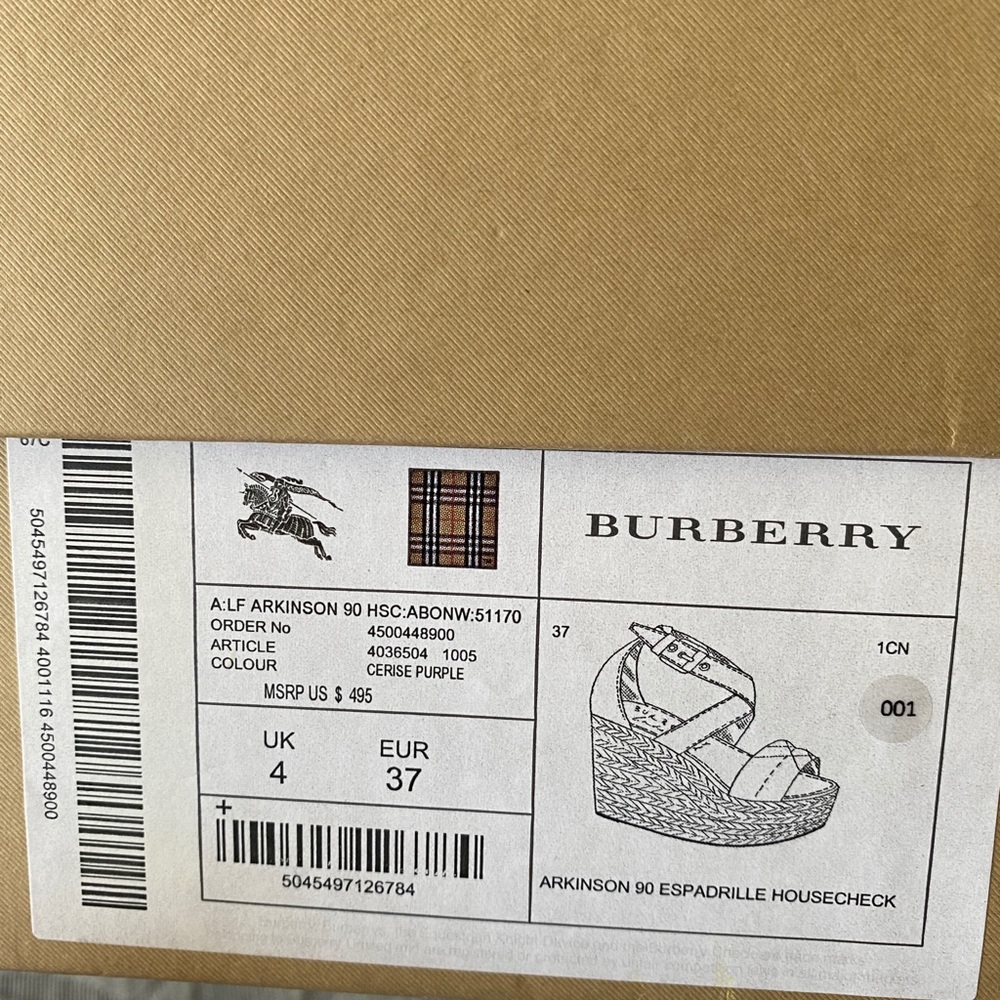 BURBERRY
A:LF ARKINSON 90 HSC:ABONW:51170
ORDER No 4500448900
ARTICLE 4036504 1005
COLOUR CERISE PURPLE
MSRP US $ 495
UK EUR
4 37
+
5045497126784
37 1CN
001
ARKINSON 90 ESPADRILLE HOUSECHECK
5045497126784 4001116 4500448900